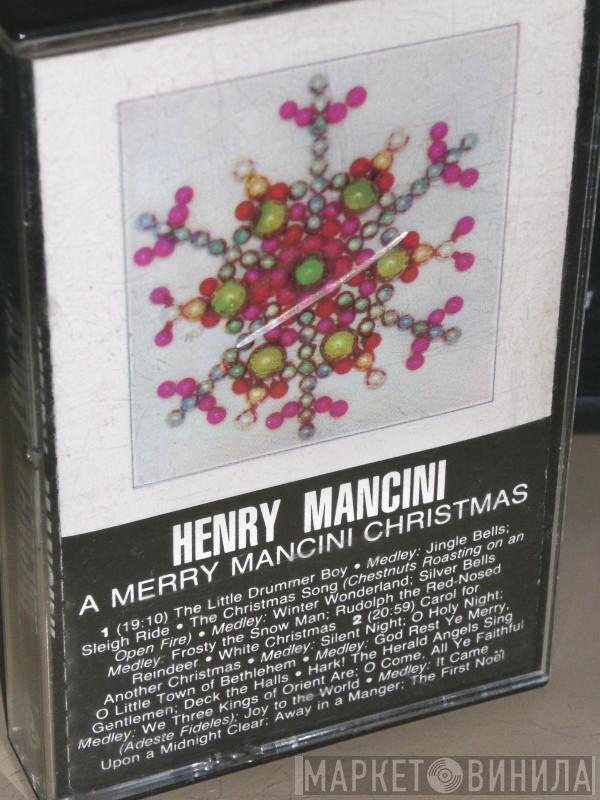 HENRY MANCINI
A MERRY MANCINI CHRISTMAS
1 (19:10) The Little Drummer Boy • Medley: Jingle Bells;
Sleigh Ride • The Christmas Song (Chestnuts Roasting on an
Open Fire) • Medley: Winter Wonderland; Silver Bells
Medley: Frosty the Snow Man; Rudolph the Red-Nosed
Reindeer • White Christmas 2 (20:59) Carol for
Another Christmas • Medley: Silent Night; O Holy Night;
O Little Town of Bethlehem • Medley: God Rest Ye Merry,
Gentlemen; Deck the Halls • Hark! The Herald Angels Sing
Medley: We Three Kings of Orient Are; O Come, All Ye Faithful
(Adeste Fideles); Joy to the World • Medley: It Came
Upon a Midnight Clear; Away in a Manger; The First Noël
МАРКЕТ ВИНИЛА